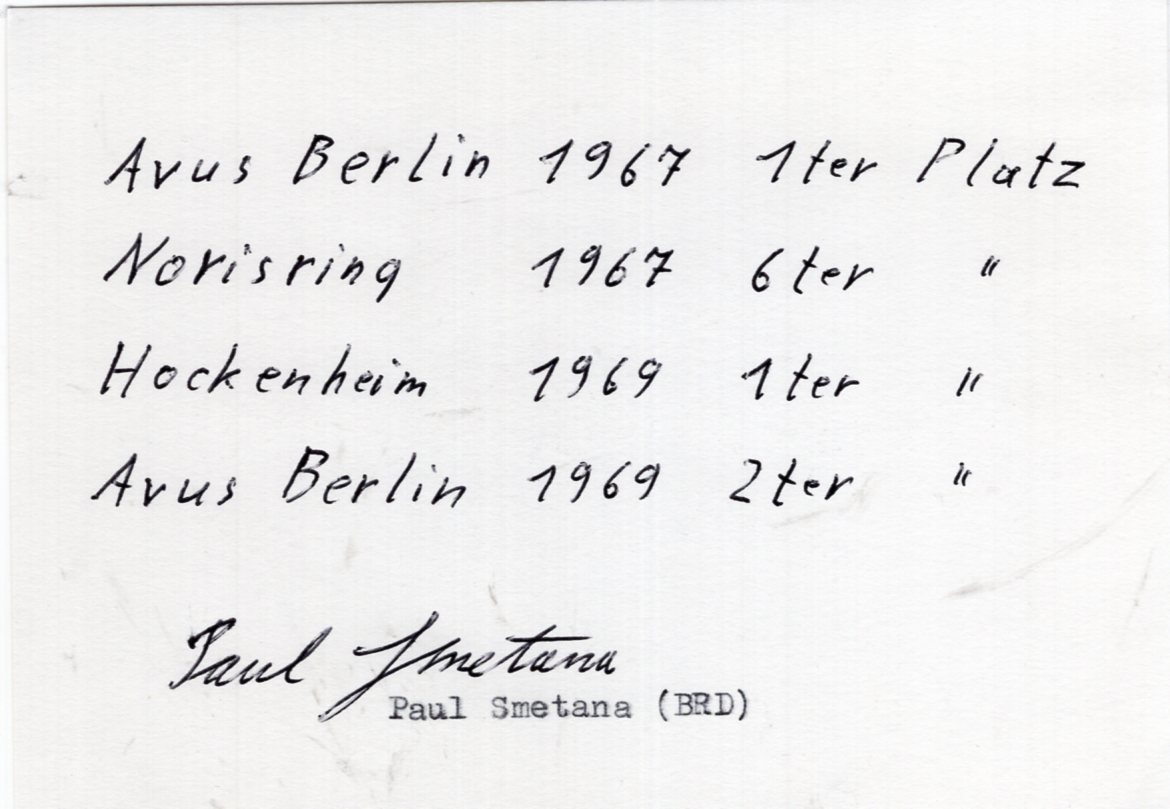 Avus Berlin 1967 1ter Platz
Norisring 1967 6ter "
Hockenheim 1969 1ter "
Avus Berlin 1969 2ter "
Paul Smetana
Paul Smetana (BRD)